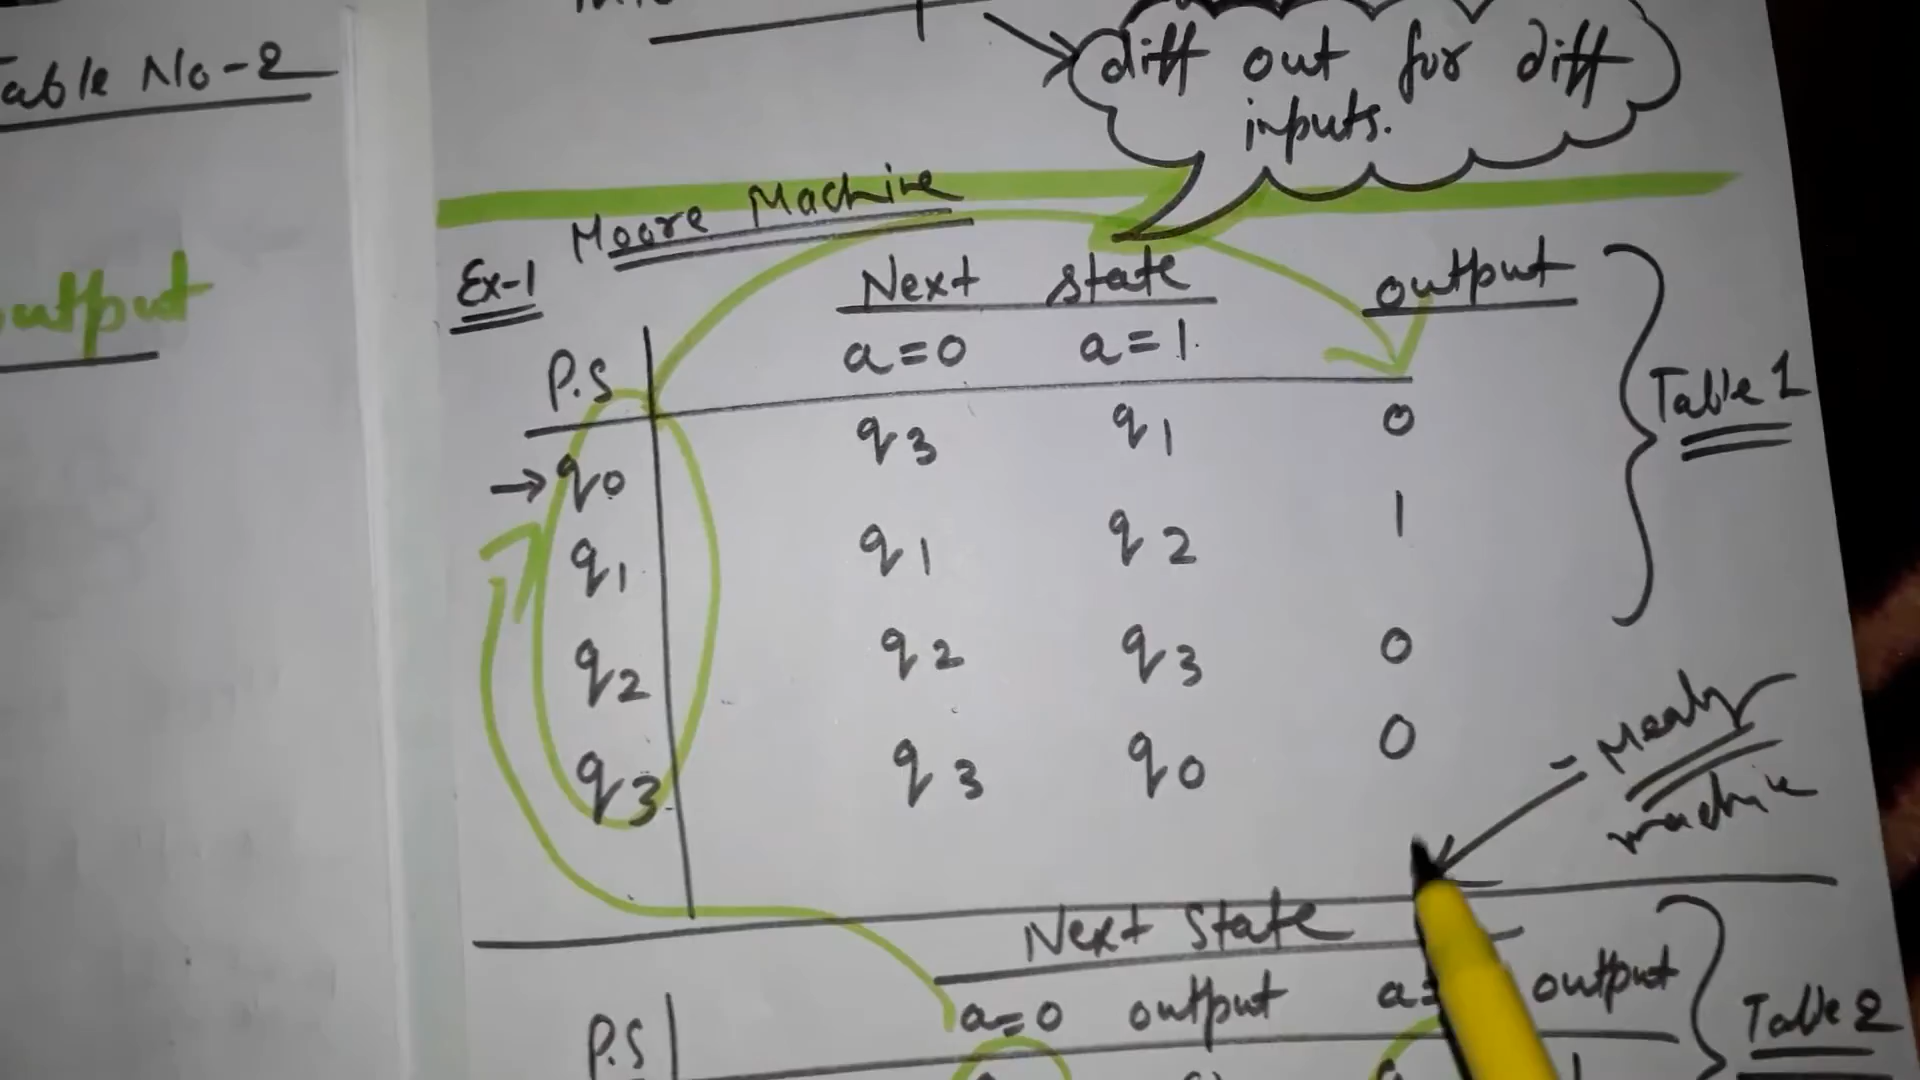 Table No-2
output
diff out for diff
inputs.
Moore Machine
Ex-1
Next state output
P.S a=0 a=1
→q0 q3 q1 0
q1 q1 q2 1
q2 q2 q3 0
q3 q3 q0 0
Table 1
- Mealy
machine
Next State
P.S a=0 output a= output
Table 2